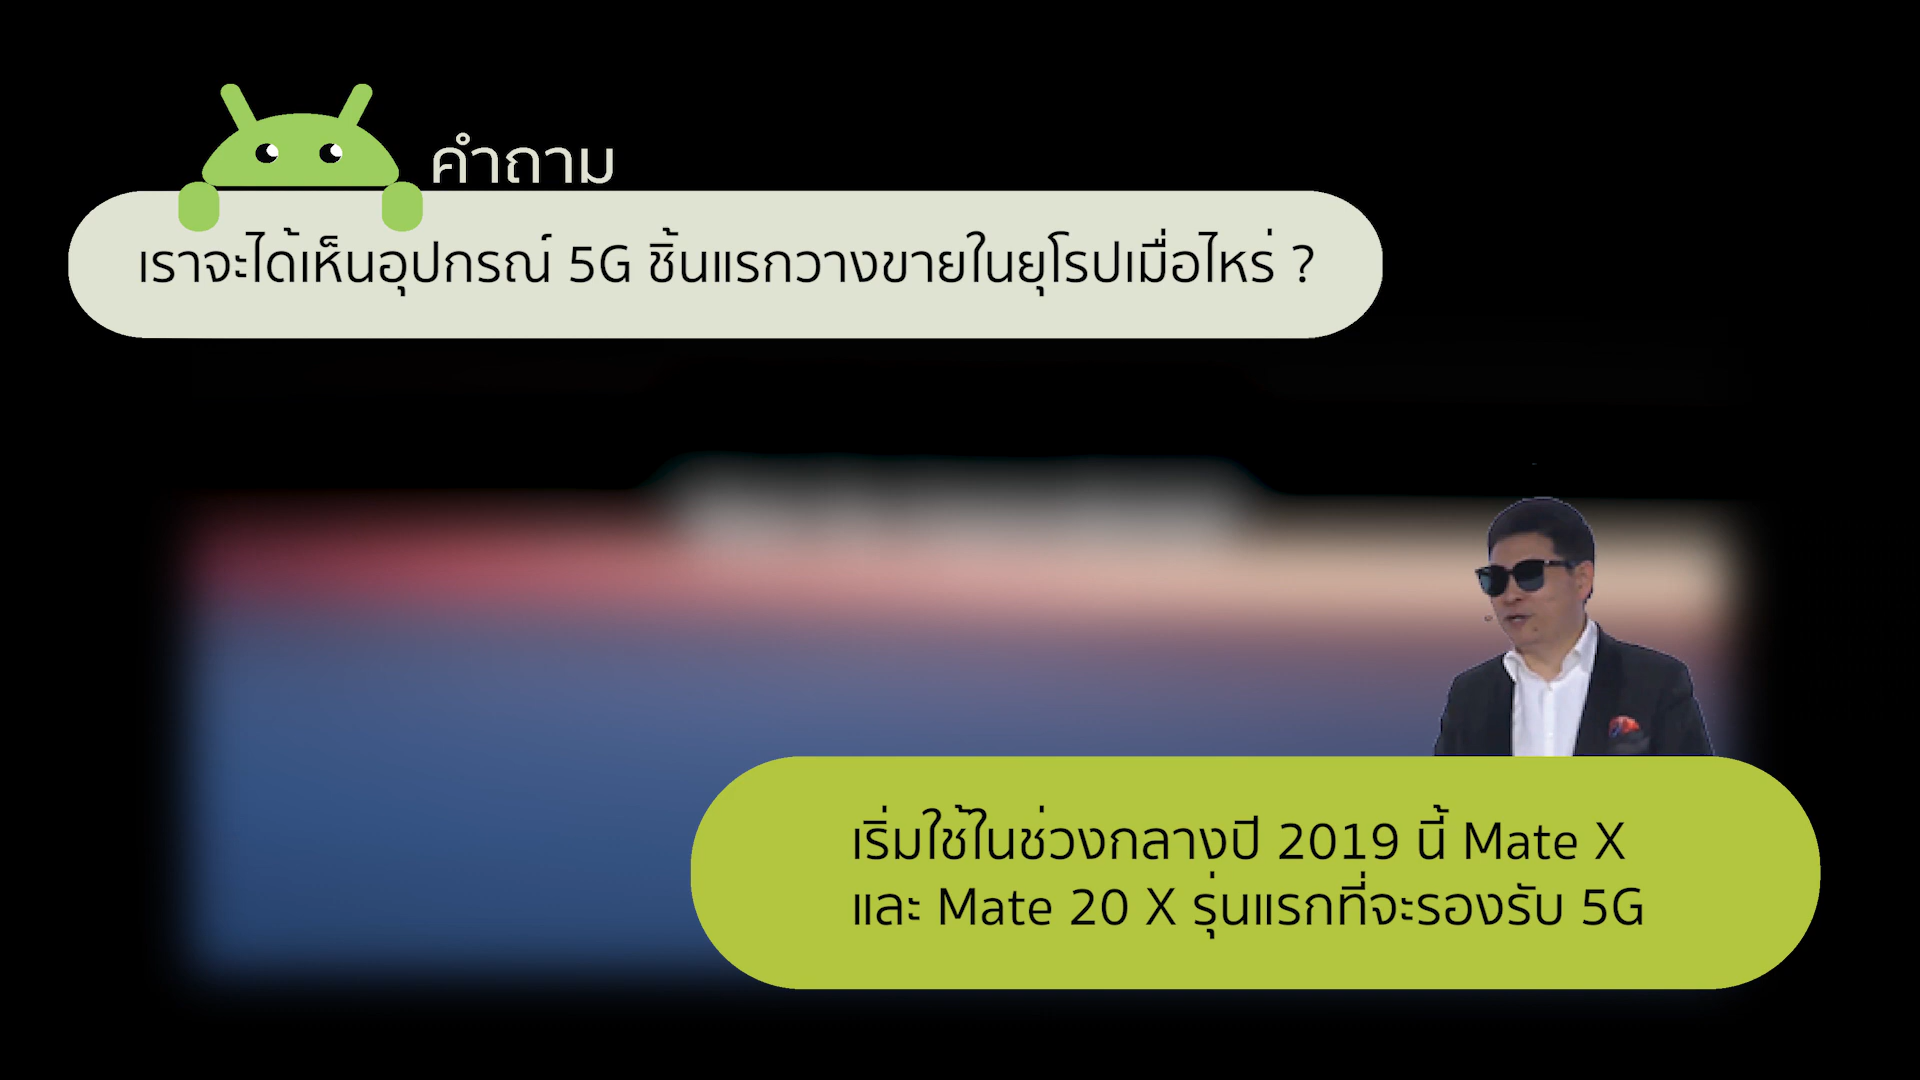 คำถาม
เราจะได้เห็นอุปกรณ์ 5G ชิ้นแรกวางขายในยุโรปเมื่อไหร่ ?
เริ่มใช้ในช่วงกลางปี 2019 นี้ Mate X
และ Mate 20 X รุ่นแรกที่จะรองรับ 5G